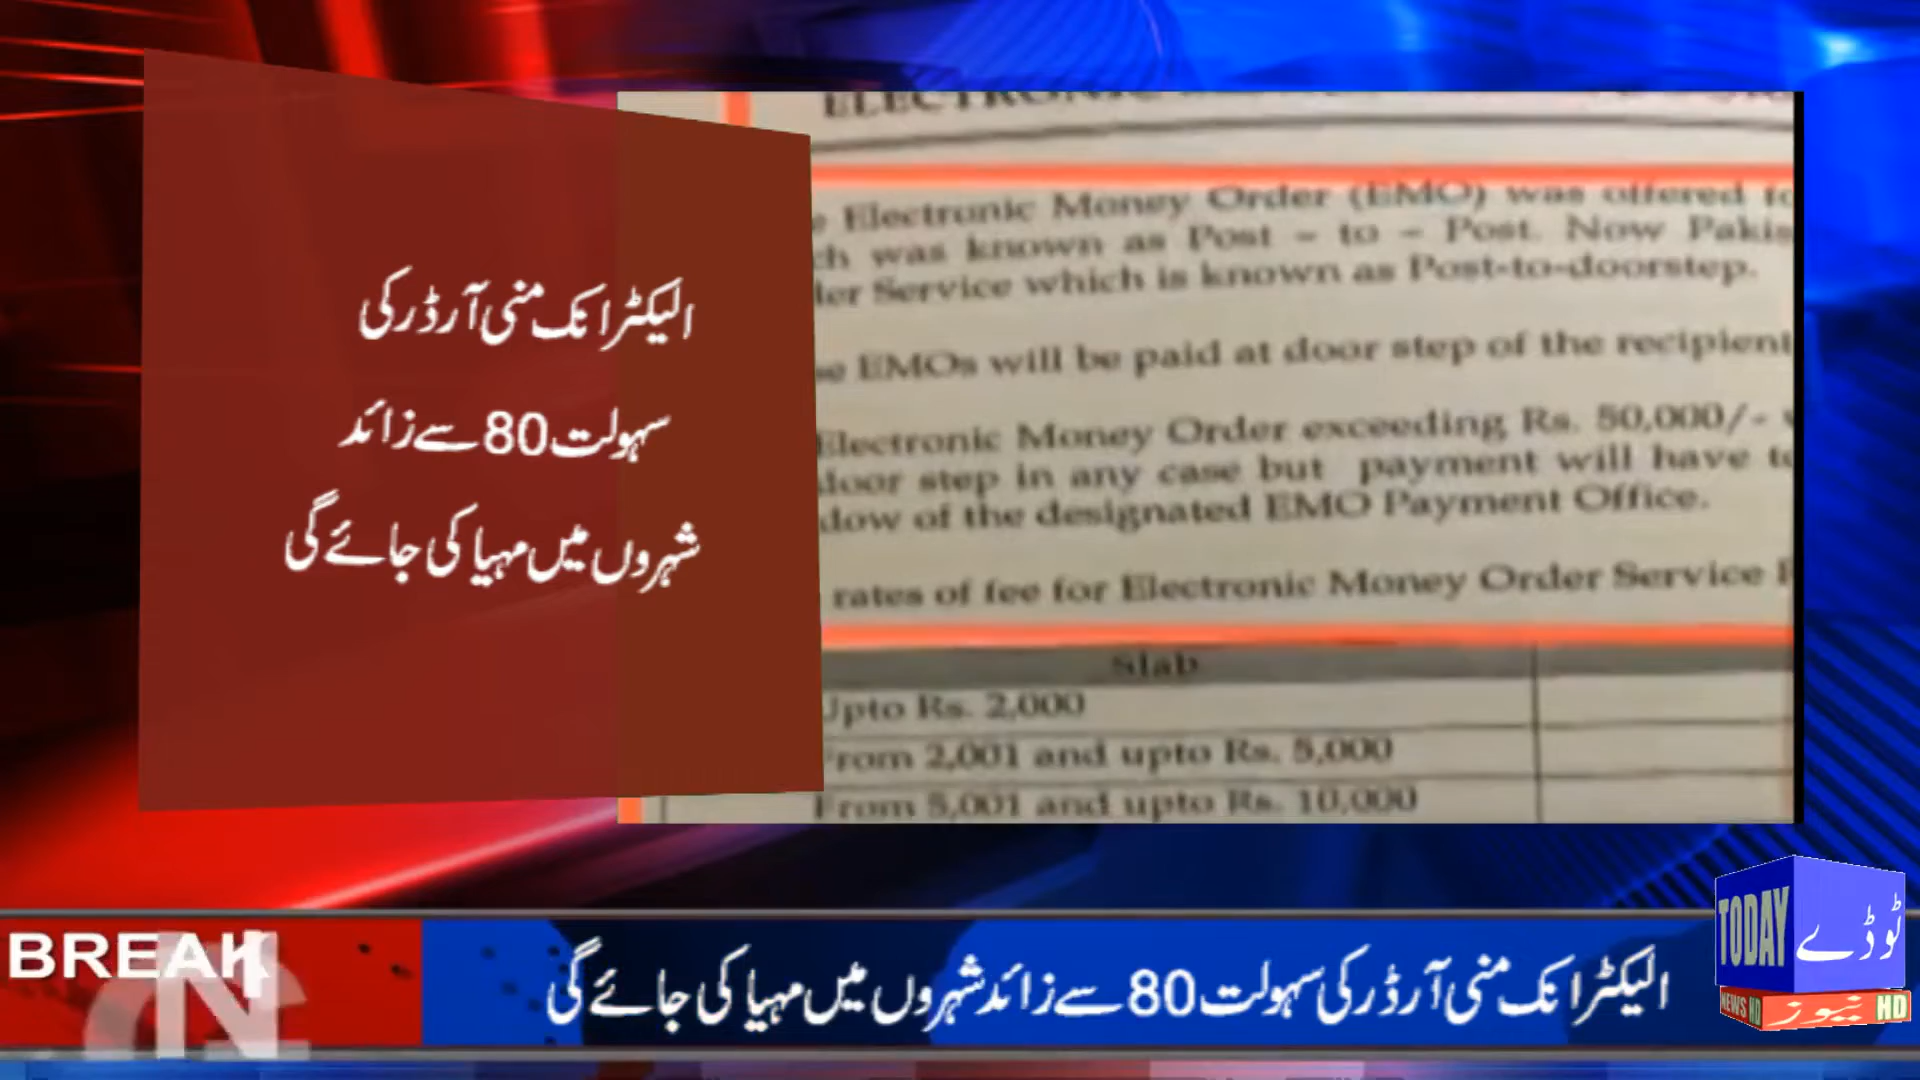 الیکٹرانک منی آرڈر کی
سہولت 80 سے زائد
شہروں میں مہیا کی جائے گی
ELECTRONIC
Electronic Money Order (EMO) was offered to
was known as Post – to – Post. Now
Service which is known as Post-to-doorstep.
EMOs will be paid at door step of the recipient
Electronic Money Order exceeding Rs. 50,000/-
door step in any case but payment will have to
of the designated EMO Payment Office.
rates of fee for Electronic Money Order Service
Slab
Upto Rs. 2,000
From 2,001 and upto Rs. 5,000
From 5,001 and upto Rs. 10,000
BREAK
الیکٹرانک منی آرڈر کی سہولت 80 سے زائد شہروں میں مہیا کی جائے گی
TODAY ٹوڈے
NEWS HD نیوز HD